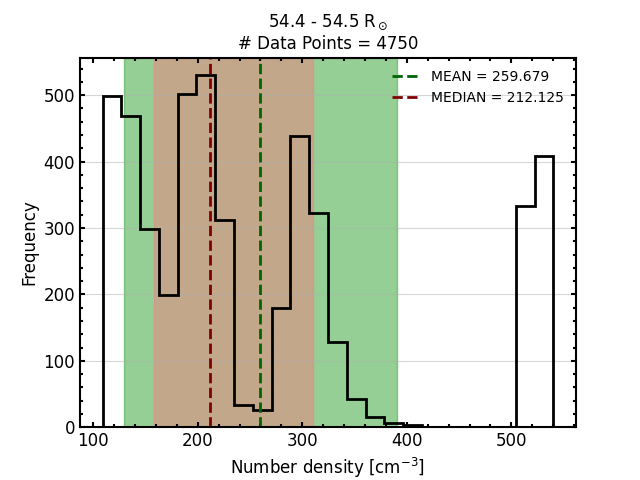 54.4 - 54.5 R☉
# Data Points = 4750
MEAN = 259.679
MEDIAN = 212.125
500
400
300
200
100
0
Frequency
100 200 300 400 500
Number density [cm⁻³]